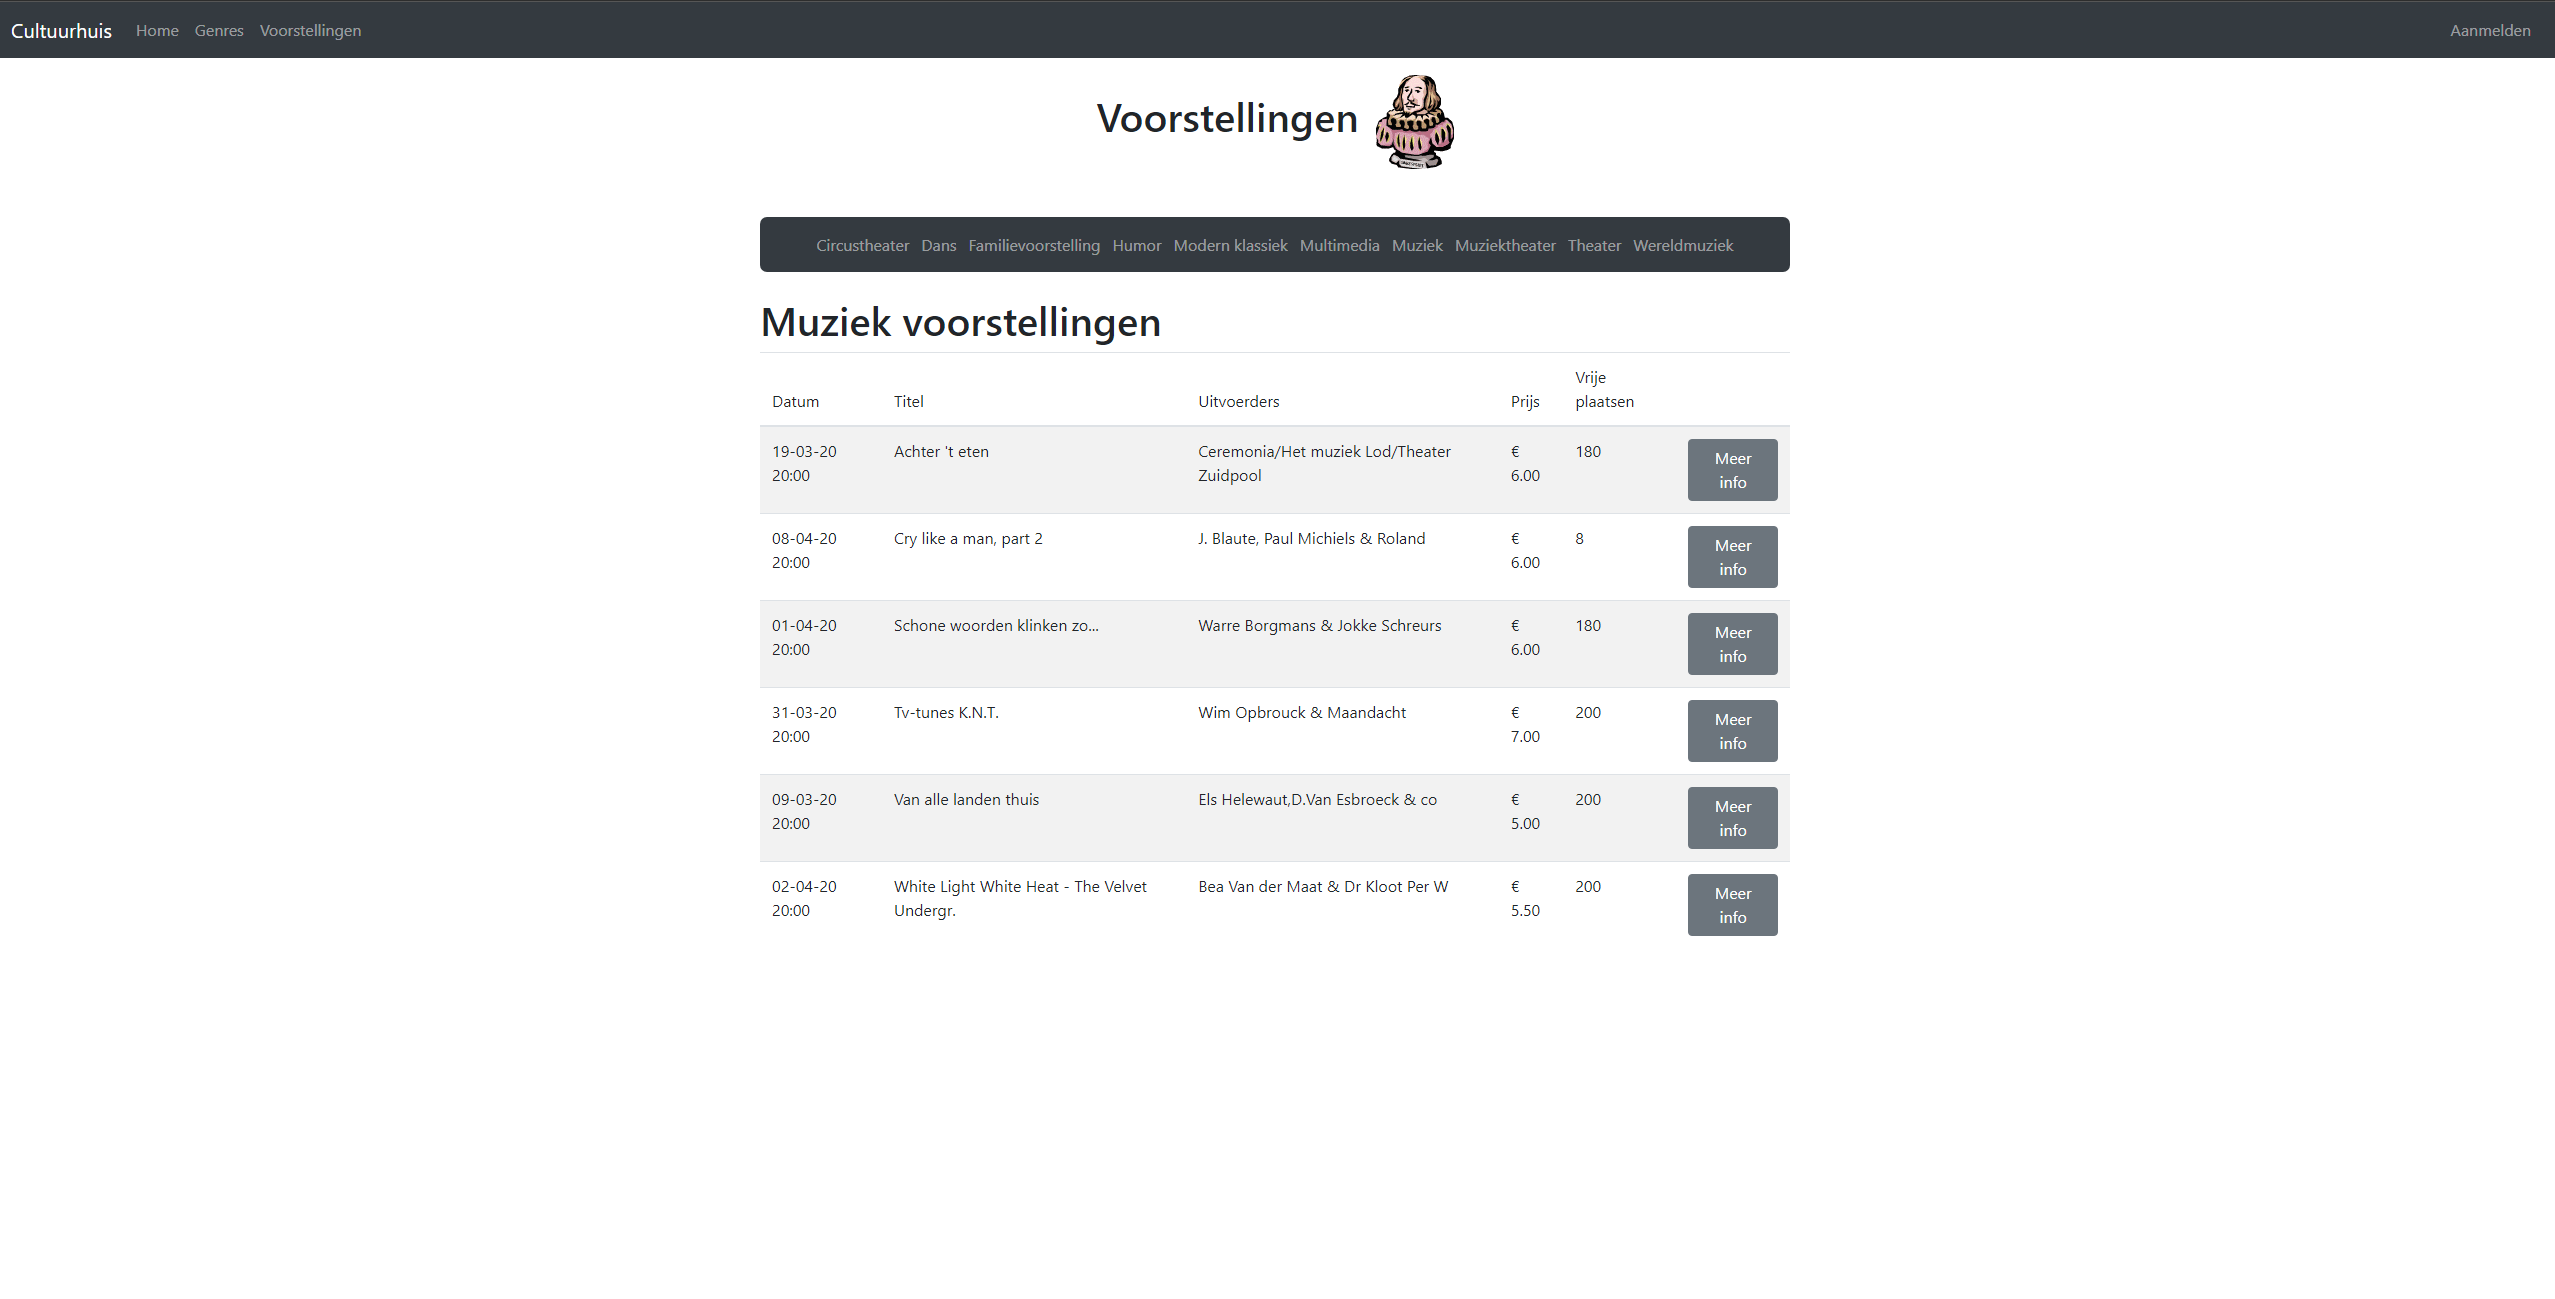 Cultuurhuis Home Genres Voorstellingen Aanmelden
Voorstellingen
Circustheater Dans Familievoorstelling Humor Modern klassiek Multimedia Muziek Muziektheater Theater Wereldmuziek
Muziek voorstellingen
Vrije
Datum Titel Uitvoerders Prijs plaatsen
19-03-20 Achter 't eten Ceremonia/Het muziek Lod/Theater € 180 Meer
20:00 Zuidpool 6.00 info
08-04-20 Cry like a man, part 2 J. Blaute, Paul Michiels & Roland € 8 Meer
20:00 6.00 info
01-04-20 Schone woorden klinken zo... Warre Borgmans & Jokke Schreurs € 180 Meer
20:00 6.00 info
31-03-20 Tv-tunes K.N.T. Wim Opbrouck & Maandacht € 200 Meer
20:00 7.00 info
09-03-20 Van alle landen thuis Els Helewaut,D.Van Esbroeck & co € 200 Meer
20:00 5.00 info
02-04-20 White Light White Heat - The Velvet Bea Van der Maat & Dr Kloot Per W € 200 Meer
20:00 Undergr. 5.50 info